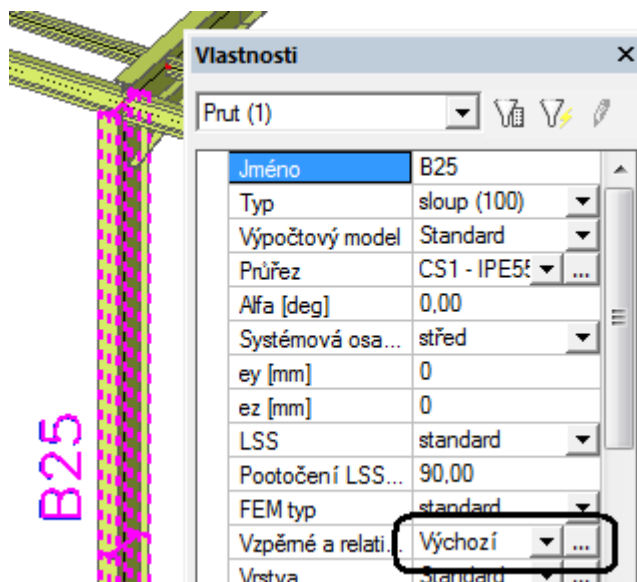 Vlastnosti
Prut (1)
Jméno B25
Typ sloup (100)
Výpočtový model Standard
Průřez CS1 - IPE55 ...
Alfa [deg] 0,00
Systémová osa... střed
ey [mm] 0
ez [mm] 0
LSS standard
Pootočení LSS... 90,00
FEM typ standard
Vzpěrné a relati... Výchozí ...
Vrstva Standard ...
B25